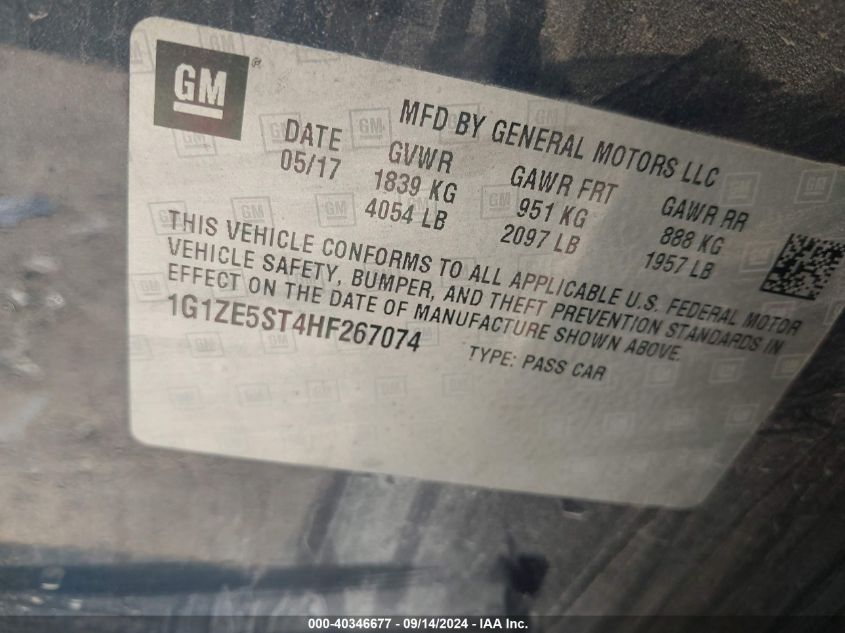 GM
MFD BY GENERAL MOTORS LLC
DATE GVWR GAWR FRT GAWR RR
05/17 1839 KG 951 KG 888 KG
4054 LB 2097 LB 1957 LB
THIS VEHICLE CONFORMS TO ALL APPLICABLE U.S. FEDERAL MOTOR
VEHICLE SAFETY, BUMPER, AND THEFT PREVENTION STANDARDS IN
EFFECT ON THE DATE OF MANUFACTURE SHOWN ABOVE.
1G1ZE5ST4HF267074 TYPE: PASS CAR
000-40346677 - 09/14/2024 - IAA Inc.